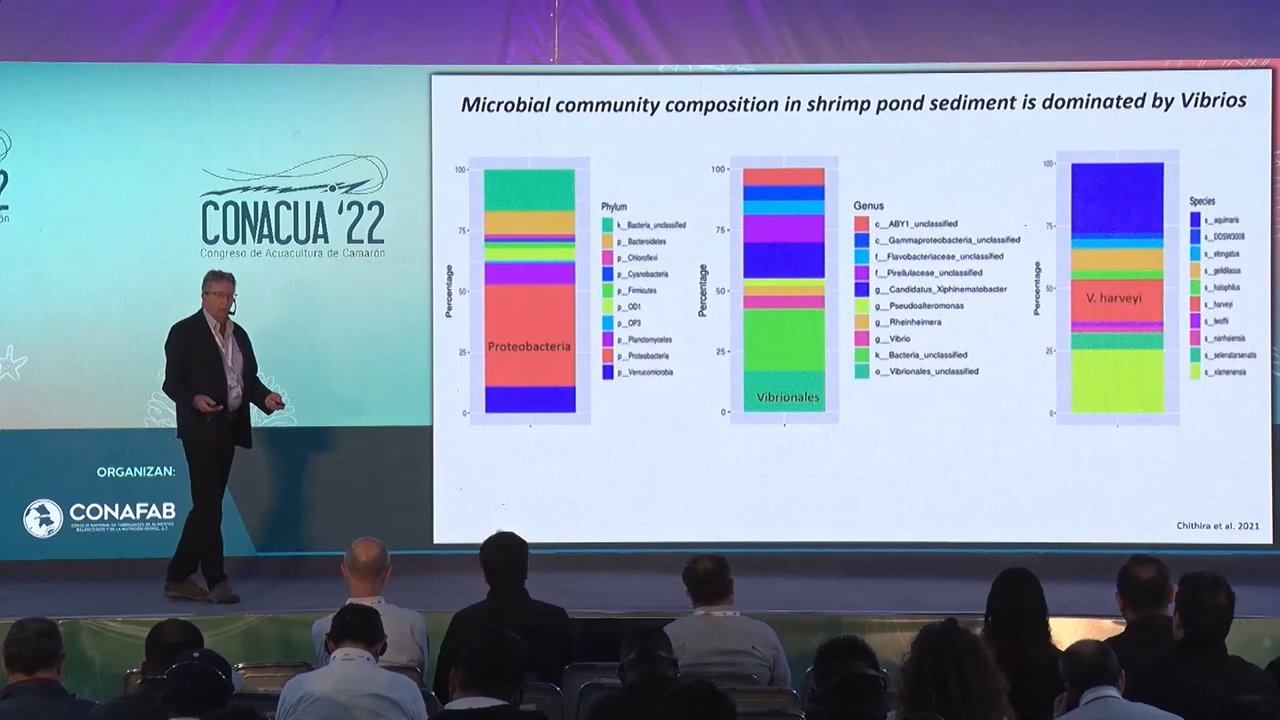 Microbial community composition in shrimp pond sediment is dominated by Vibrios
CONACUA '22
Congreso de Acuacultura de Camarón
ORGANIZAN:
CONAFAB
Percentage
100
75
50
25
0
Proteobacteria
Phylum
k__Bacteria_unclassified
p__Bacteroidetes
p__Chloroflexi
p__Cyanobacteria
p__Firmicutes
p__OD1
p__OP3
p__Planctomycetes
p__Proteobacteria
p__Verrucomicrobia
Percentage
100
75
50
25
0
Vibrionales
Genus
c__ABY1_unclassified
c__Gammaproteobacteria_unclassified
f__Flavobacteriaceae_unclassified
f__Pirellulaceae_unclassified
g__Candidatus_Xiphinematobacter
g__Pseudoalteromonas
g__Rheinheimera
g__Vibrio
k__Bacteria_unclassified
o__Vibrionales_unclassified
Percentage
100
75
50
25
0
V. harveyi
Species
s__aquimaris
s__DDSW3008
s__elongatus
s__gelidilacus
s__halophilus
s__harveyi
s__lwoffii
s__nanhaiensis
s__selenatarsenatis
s__xiamenensis
Chithira et al. 2021